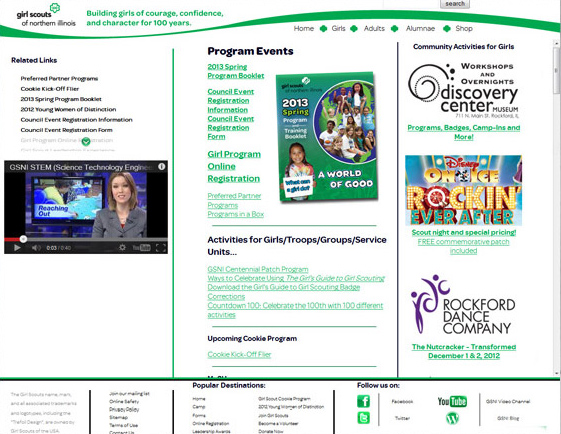 girl scouts
of northern illinois
Building girls of courage, confidence,
and character for 100 years.
search
Home
Girls
Adults
Alumnae
Shop
Related Links
Preferred Partner Programs
Cookie Kick-Off Flier
2013 Spring Program Booklet
2012 Young Women of Distinction
Council Event Registration Information
Council Event Registration Form
Girl Program Online
GSNI STEM (Science Technology Engineer
Reaching
Out
0:03 / 0:40
YouTube
Program Events
2013 Spring
Program Booklet
Council Event
Registration
Information
Council Event
Registration
Form
Girl Program
Online
Registration
Preferred Partner
Programs
Programs in a Box
girl scouts
of northern illinois
2013
Spring
Program
and
Training
Booklet
What can
a girl do?
A WORLD
OF GOOD
Activities for Girls/Troops/Groups/Service
Units...
GSNI Centennial Patch Program
Ways to Celebrate Using The Girl's Guide to Girl Scouting
Download the Girl's Guide to Girl Scouting Badge
Corrections
Countdown 100: Celebrate the 100th with 100 different
activities
Upcoming Cookie Program
Cookie Kick-Off Flier
Community Activities for Girls
WORKSHOPS
AND OVERNIGHTS
discovery
center MUSEUM
711 N. Main St. Rockford, IL
Programs, Badges, Camp-Ins and
More!
Disney
ON ICE
ROCKIN'
EVER AFTER
Scout night and special pricing!
FREE commemorative patch
included
ROCKFORD
DANCE
COMPANY
The Nutcracker - Transformed
December 1 & 2, 2012
The Girl Scouts name, mark,
and all associated trademarks
and logotypes, including the
"Trefoil Design", are owned by
Girl Scouts of the USA.
Join our mailing list
Online Safety
Privacy Policy
Sitemap
Terms of Use
Contact Us
Popular Destinations:
Home
Camp
Forms
Online Registration
Leadership Awards
Girl Scout Cookie Program
2012 Young Women of Distinction
Join Girl Scouts
Become a Volunteer
Donate Now
Follow us on:
Facebook
Twitter
YouTube
GSNI Video Channel
GSNI Blog